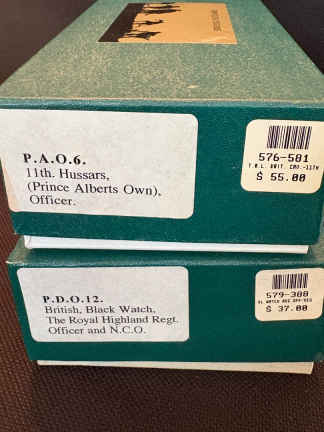 P.A.O.6.
11th. Hussars,
(Prince Alberts Own),
Officer.
576-581
$ 55.00
P.D.O.12.
British, Black Watch,
The Royal Highland Regt.
Officer and N.C.O.
579-388
$ 37.00